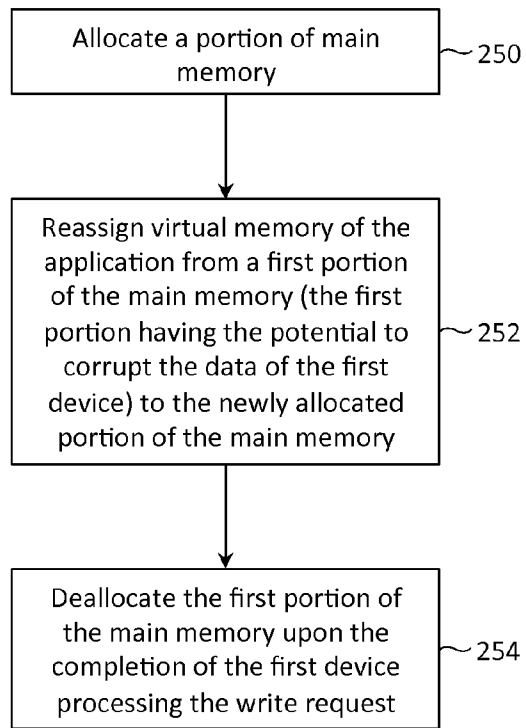 Allocate a portion of main
memory
250
Reassign virtual memory of the
application from a first portion
of the main memory (the first
portion having the potential to
corrupt the data of the first
device) to the newly allocated
portion of the main memory
252
Deallocate the first portion of
the main memory upon the
completion of the first device
processing the write request
254